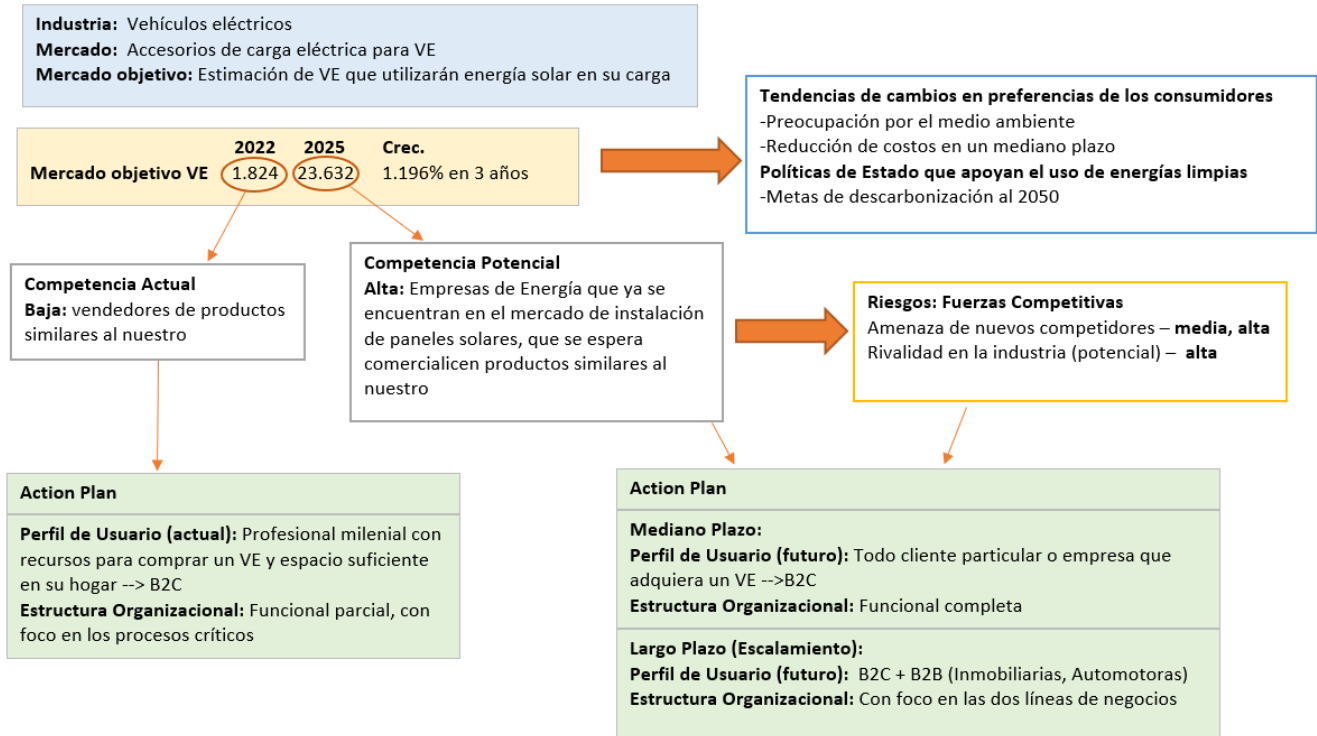 Industria: Vehículos eléctricos
Mercado: Accesorios de carga eléctrica para VE
Mercado objetivo: Estimación de VE que utilizarán energía solar en su carga
2022 2025 Crec.
Mercado objetivo VE 1.824 23.632 1.196% en 3 años
Tendencias de cambios en preferencias de los consumidores
-Preocupación por el medio ambiente
-Reducción de costos en un mediano plazo
Políticas de Estado que apoyan el uso de energías limpias
-Metas de descarbonización al 2050
Competencia Actual
Baja: vendedores de productos
similares al nuestro
Competencia Potencial
Alta: Empresas de Energía que ya se
encuentran en el mercado de instalación
de paneles solares, que se espera
comercialicen productos similares al
nuestro
Riesgos: Fuerzas Competitivas
Amenaza de nuevos competidores – media, alta
Rivalidad en la industria (potencial) – alta
Action Plan
Perfil de Usuario (actual): Profesional milenial con
recursos para comprar un VE y espacio suficiente
en su hogar --> B2C
Estructura Organizacional: Funcional parcial, con
foco en los procesos críticos
Action Plan
Mediano Plazo:
Perfil de Usuario (futuro): Todo cliente particular o empresa que
adquiera un VE -->B2C
Estructura Organizacional: Funcional completa
Largo Plazo (Escalamiento):
Perfil de Usuario (futuro): B2C + B2B (Inmobiliarias, Automotoras)
Estructura Organizacional: Con foco en las dos líneas de negocios